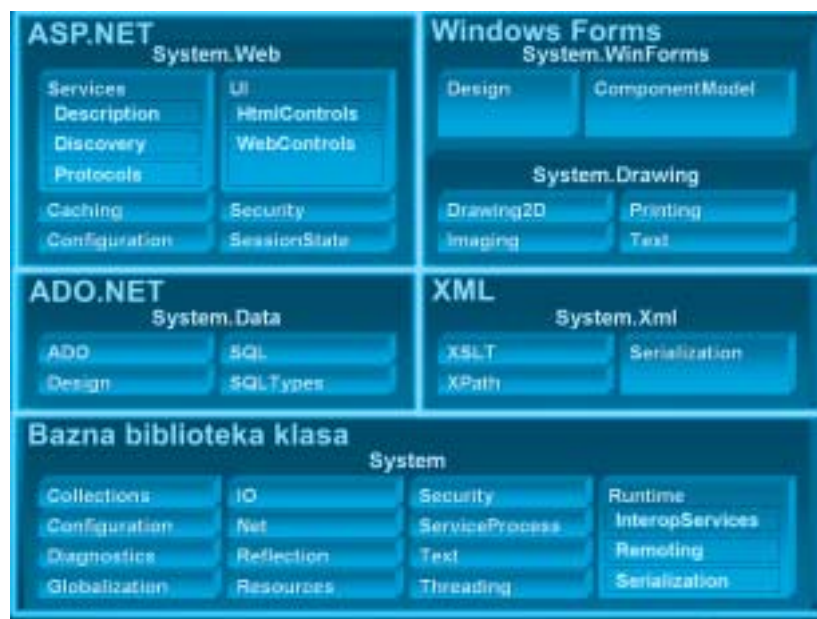 ASP.NET
System.Web
Services
Description
Discovery
Protocols
UI
HtmlControls
WebControls
Caching
Security
Configuration
SessionState
Windows Forms
System.WinForms
Design
ComponentModel
System.Drawing
Drawing2D
Printing
Imaging
Text
ADO.NET
System.Data
ADO
SQL
Design
SQLTypes
XML
System.Xml
XSLT
Serialization
XPath
Bazna biblioteka klasa
System
Collections
IO
Security
Runtime
Configuration
Net
ServiceProcess
InteropServices
Diagnostics
Reflection
Text
Remoting
Globalization
Resources
Threading
Serialization